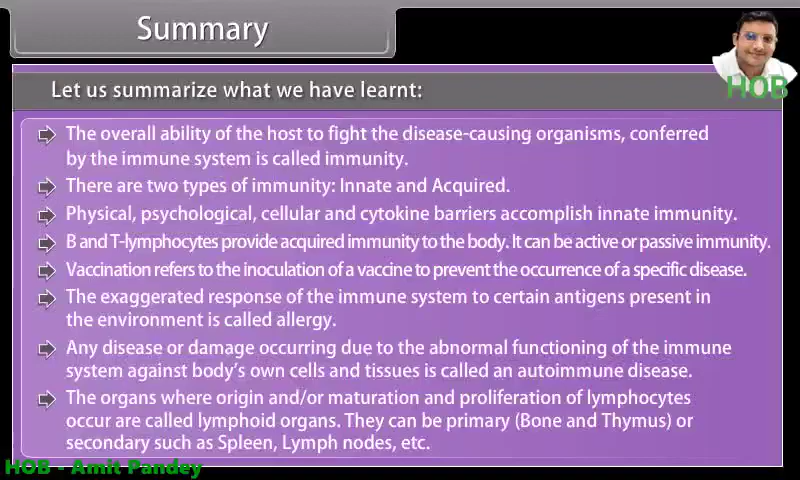 Summary
HOB
Let us summarize what we have learnt:
The overall ability of the host to fight the disease-causing organisms, conferred
by the immune system is called immunity.
There are two types of immunity: Innate and Acquired.
Physical, psychological, cellular and cytokine barriers accomplish innate immunity.
B and T-lymphocytes provide acquired immunity to the body. It can be active or passive immunity.
Vaccination refers to the inoculation of a vaccine to prevent the occurrence of a specific disease.
The exaggerated response of the immune system to certain antigens present in
the environment is called allergy.
Any disease or damage occurring due to the abnormal functioning of the immune
system against body's own cells and tissues is called an autoimmune disease.
The organs where origin and/or maturation and proliferation of lymphocytes
occur are called lymphoid organs. They can be primary (Bone and Thymus) or
secondary such as Spleen, Lymph nodes, etc.
HOB - Amit Pandey